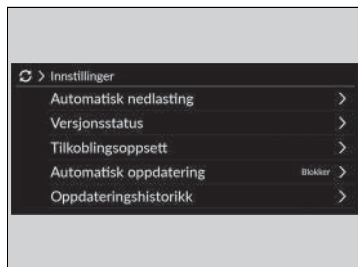 Innstillinger
Automatisk nedlasting
Versjonsstatus
Tilkoblingsoppsett
Automatisk oppdatering Blokker
Oppdateringshistorikk